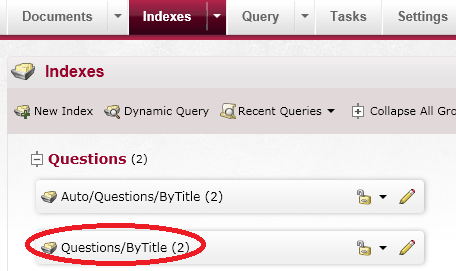 Documents Indexes Query Tasks Settings
Indexes
New Index Dynamic Query Recent Queries Collapse All Gro
Questions (2)
Auto/Questions/ByTitle (2)
Questions/ByTitle (2)